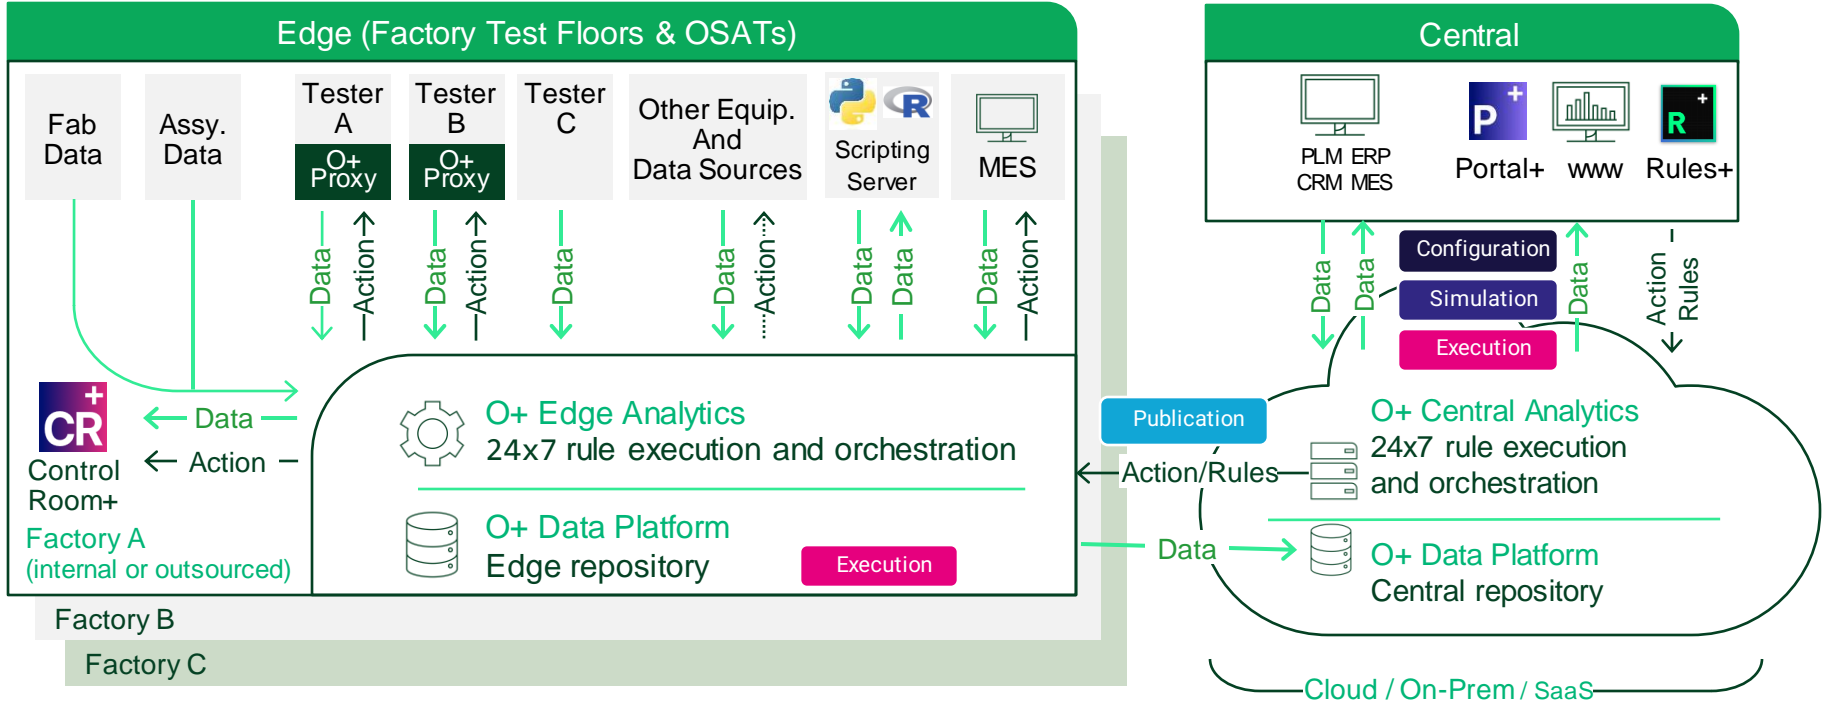 Edge (Factory Test Floors & OSATs)
Fab
Data
Assy.
Data
Tester
A
O+
Proxy
Tester
B
O+
Proxy
Tester
C
Other Equip.
And
Data Sources
R
Scripting
Server
MES
Data
Action
Data
Action
Data
Data
Action
Data
Data
Data
Action
CR+
Control
Room+
Data
Action
Factory A
(internal or outsourced)
O+ Edge Analytics
24x7 rule execution and orchestration
O+ Data Platform
Edge repository
Execution
Factory B
Factory C
Publication
Action/Rules
Data
Central
PLM ERP
CRM MES
P+
Portal+
www
R+
Rules+
Data
Data
Configuration
Simulation
Execution
Data
Action
Rules
O+ Central Analytics
24x7 rule execution
and orchestration
O+ Data Platform
Central repository
Cloud / On-Prem / SaaS